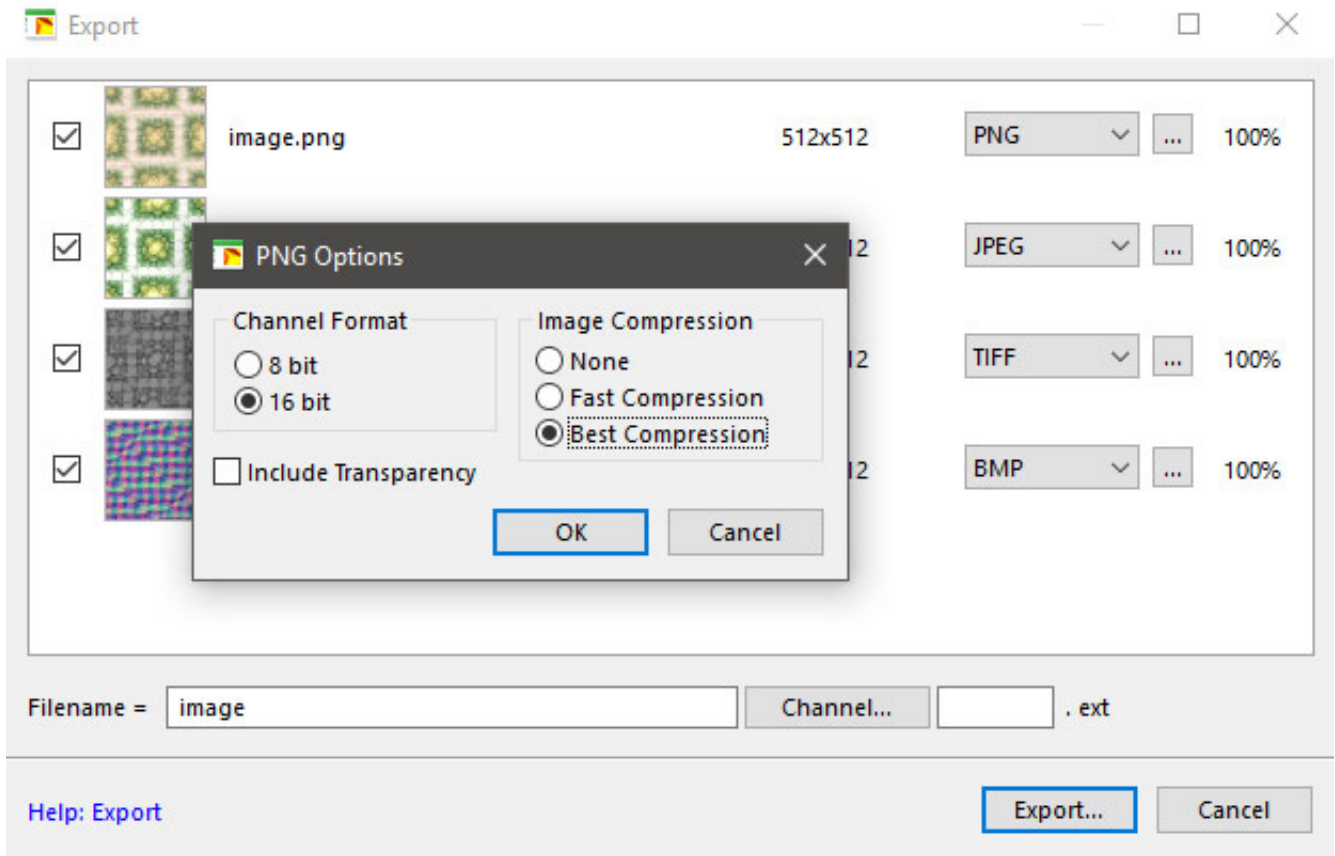 Export
image.png 512x512 PNG ... 100%
12 JPEG ... 100%
PNG Options
Channel Format
8 bit
16 bit
Include Transparency
Image Compression
None
Fast Compression
Best Compression
OK Cancel
12 TIFF ... 100%
12 BMP ... 100%
Filename = image Channel... . ext
Help: Export
Export... Cancel